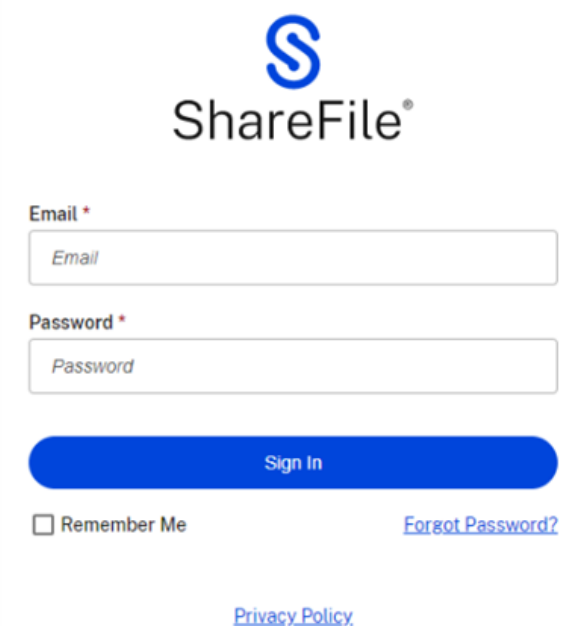 ShareFile®
Email *
Email
Password *
Password
Sign In
Remember Me Forgot Password?
Privacy Policy